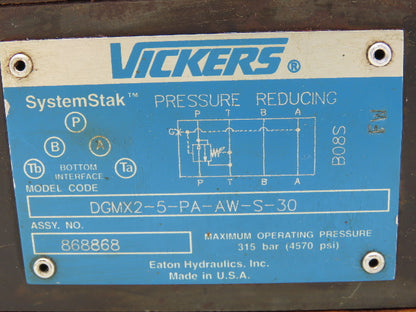 VICKERS®
SystemStak™
PRESSURE REDUCING
P T B A
P
G
B A
Tb BOTTOM INTERFACE Ta
P T B A
B08S
MODEL CODE
DGMX2-5-PA-AW-S-30
ASSY. NO.
868868
MAXIMUM OPERATING PRESSURE
315 bar (4570 psi)
Eaton Hydraulics, Inc.
Made in U.S.A.